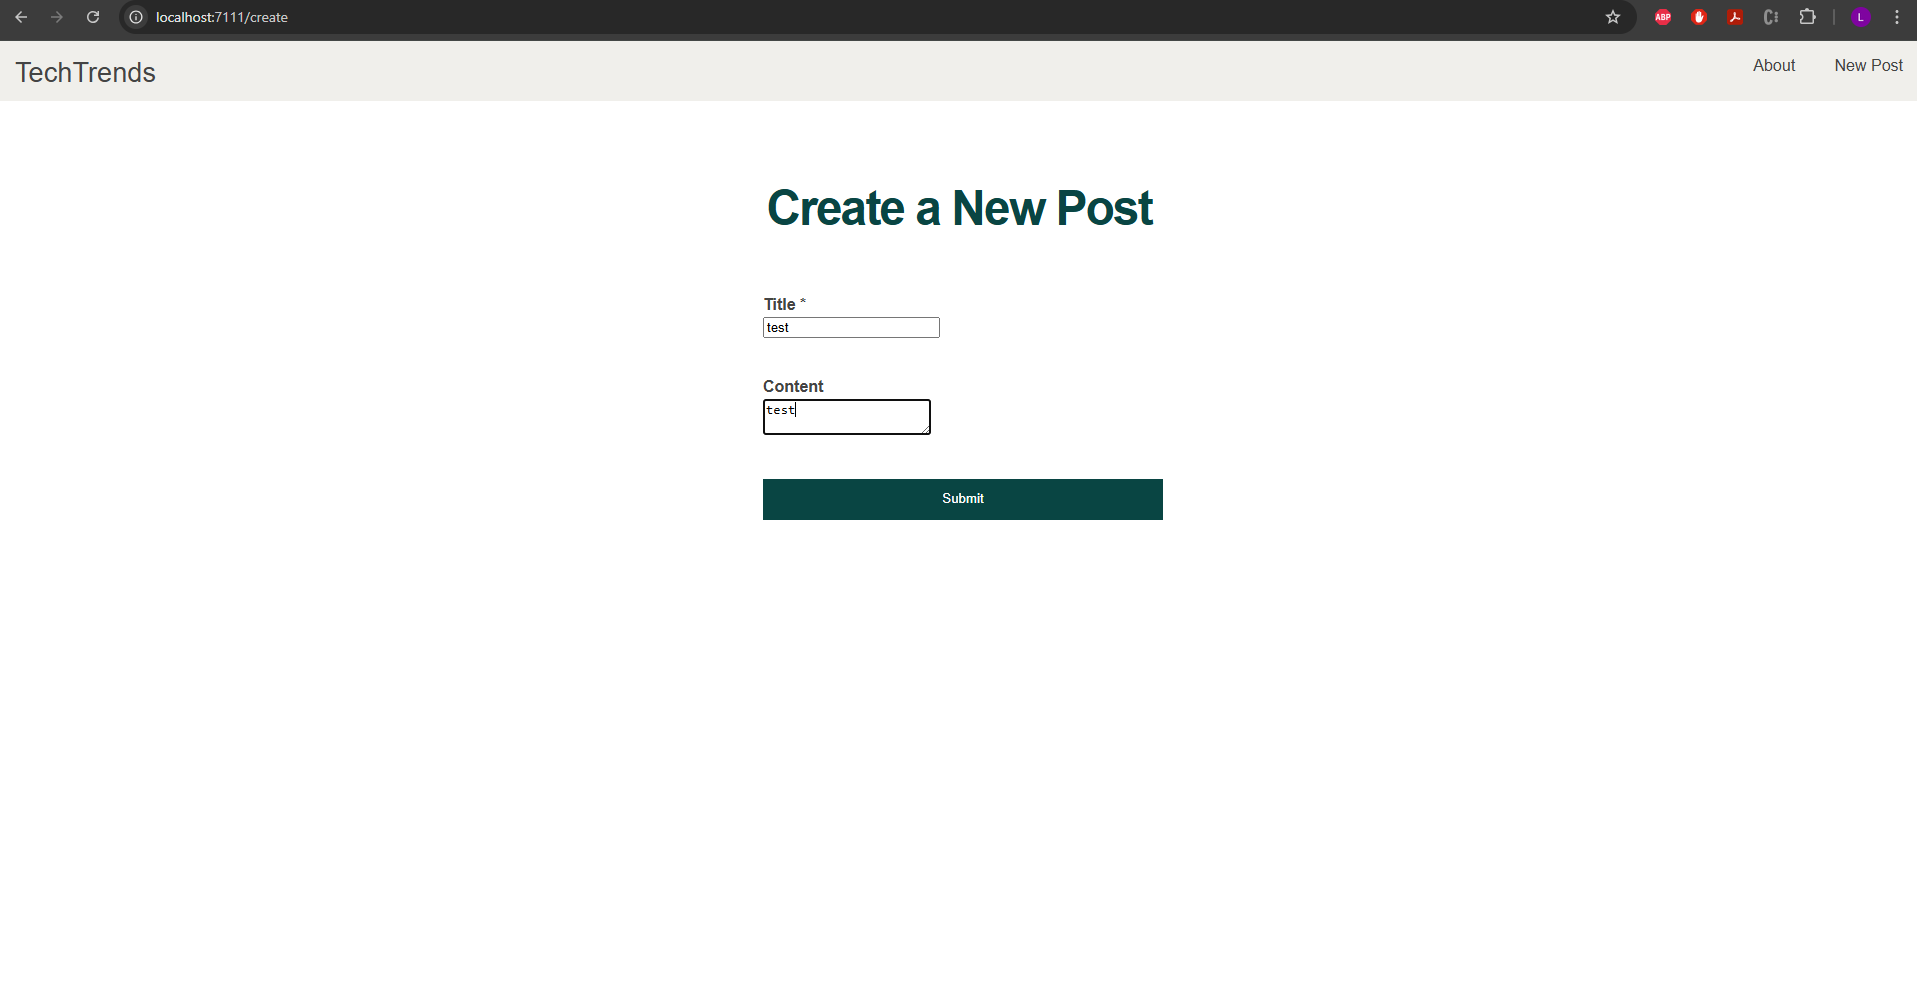 localhost:7111/create
ABP
L
TechTrends
About
New Post
Create a New Post
Title *
test
Content
test
Submit